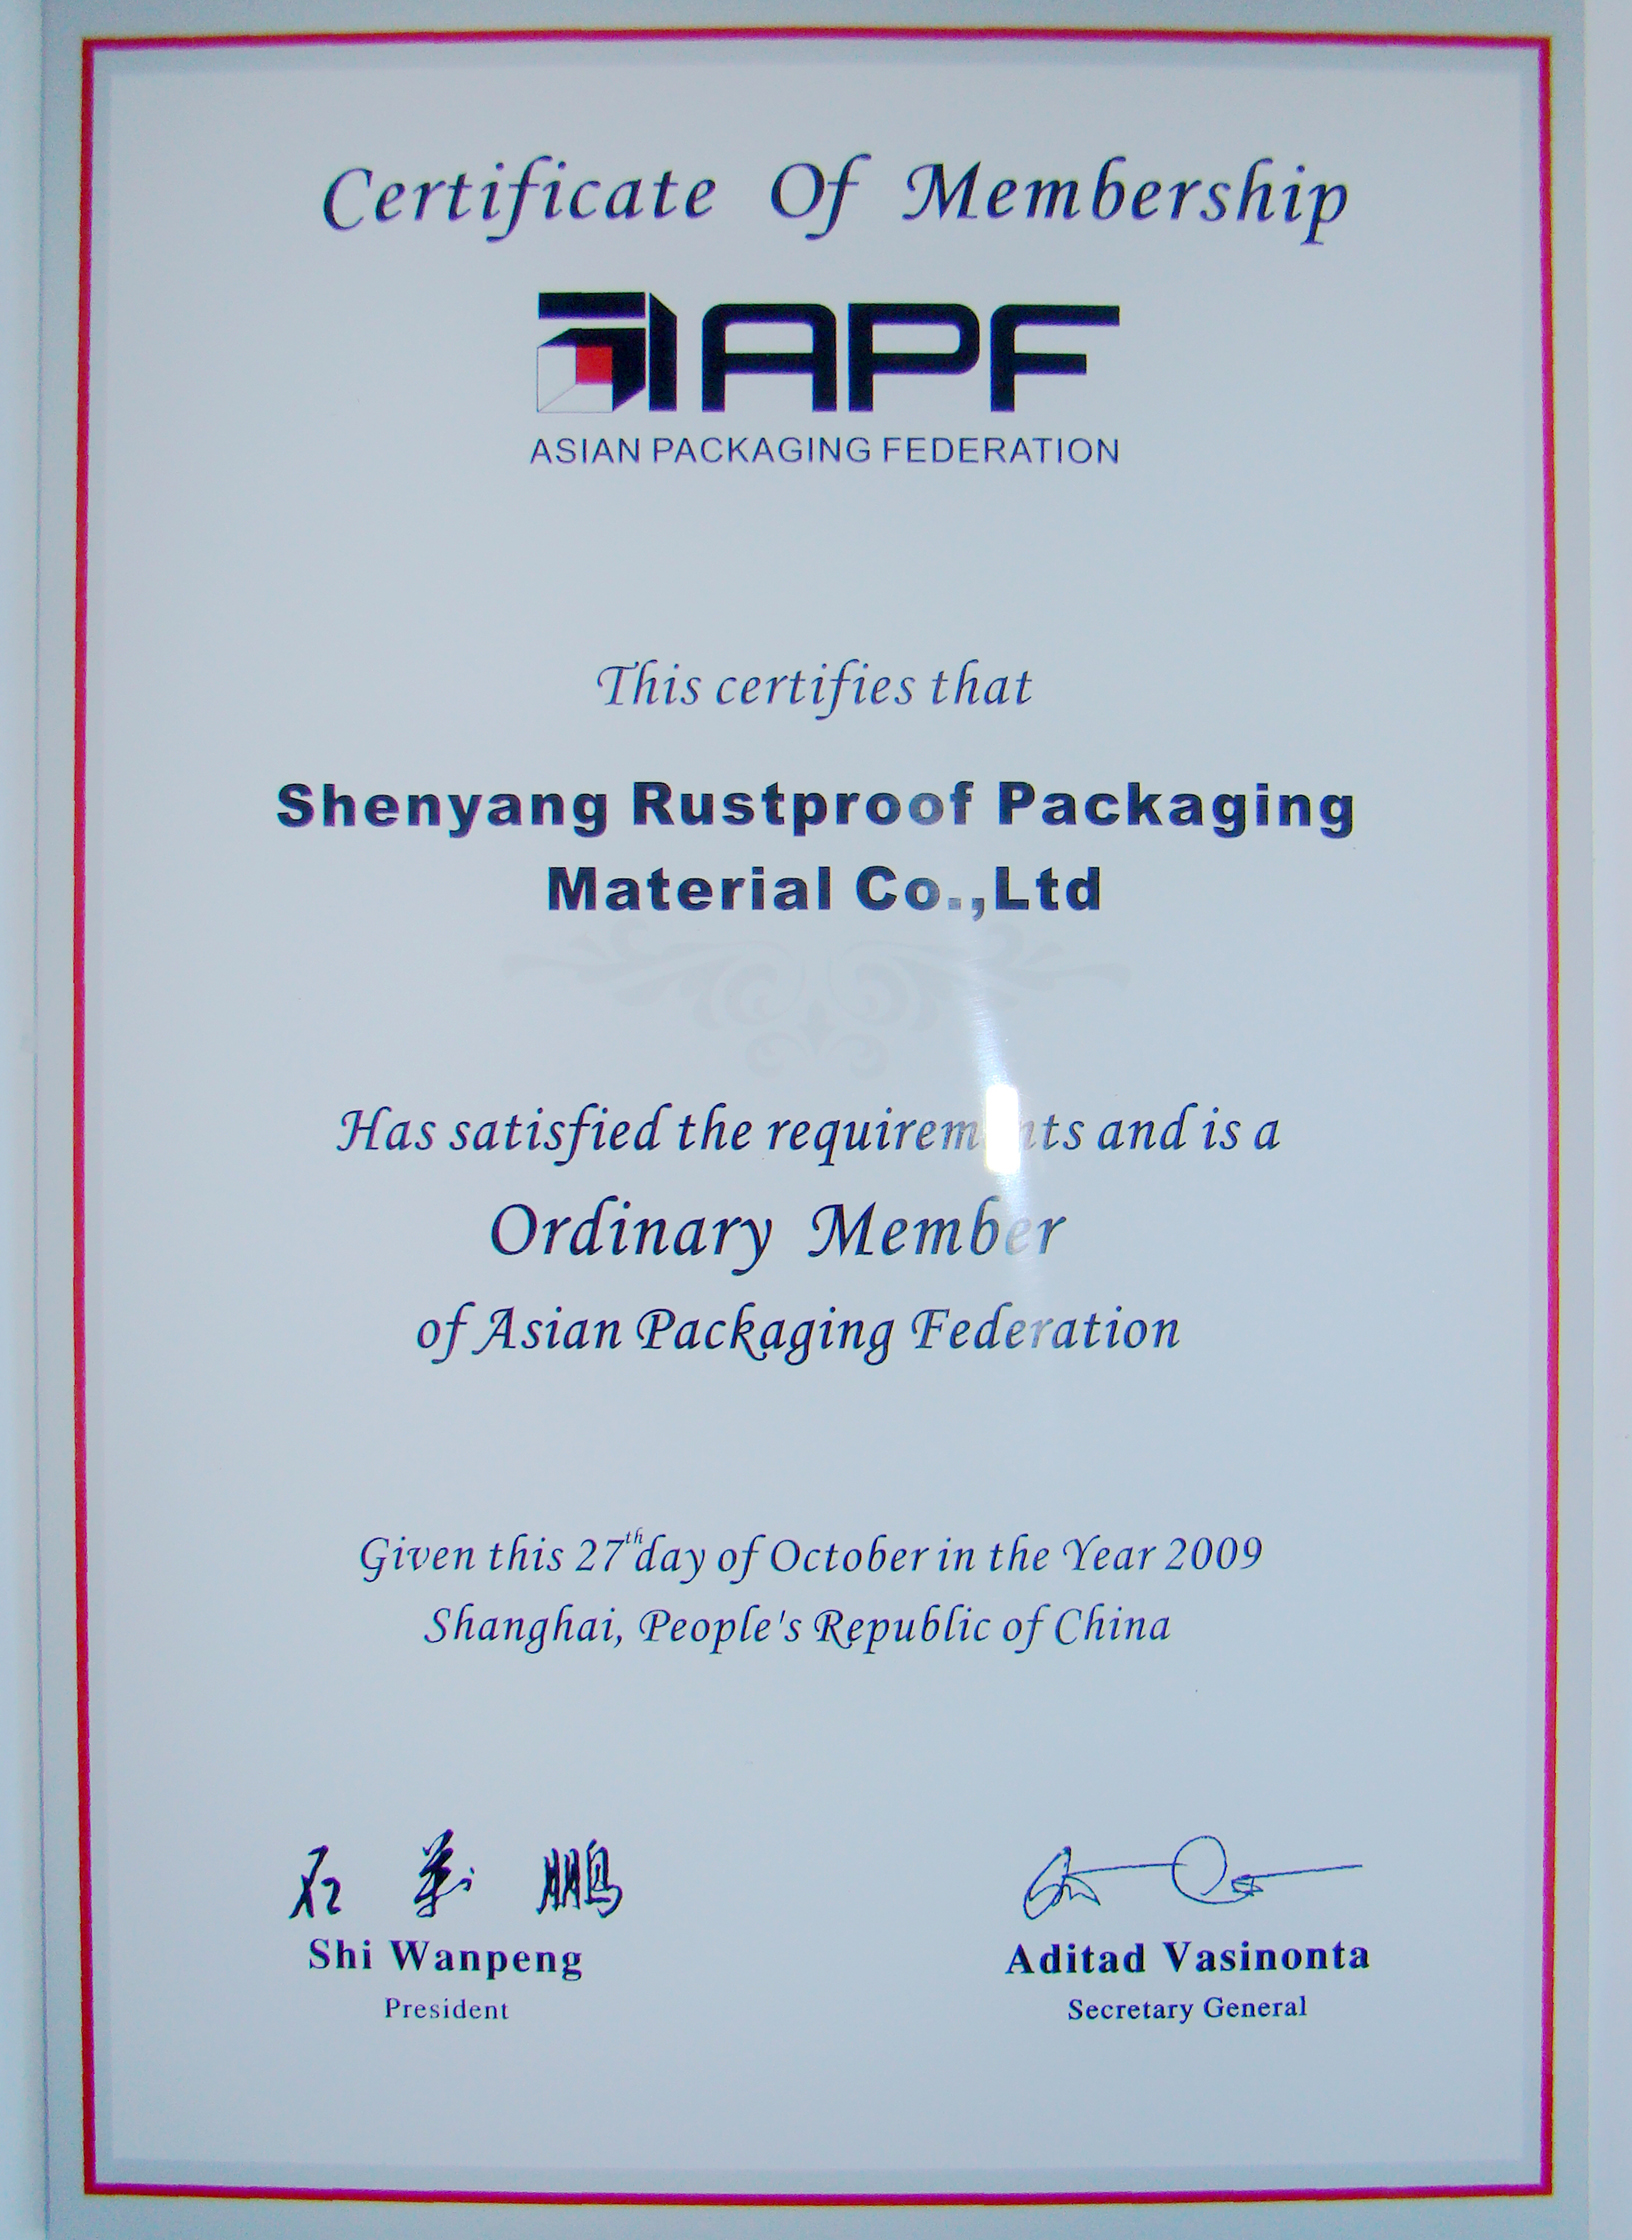 Certificate Of Membership
APF
ASIAN PACKAGING FEDERATION
This certifies that
Shenyang Rustproof Packaging
Material Co.,Ltd
Has satisfied the requirements and is a
Ordinary Member
of Asian Packaging Federation
Given this 27th day of October in the Year 2009
Shanghai, People's Republic of China
石 萬 鹏
Shi Wanpeng
President
Aditad Vasinonta
Secretary General